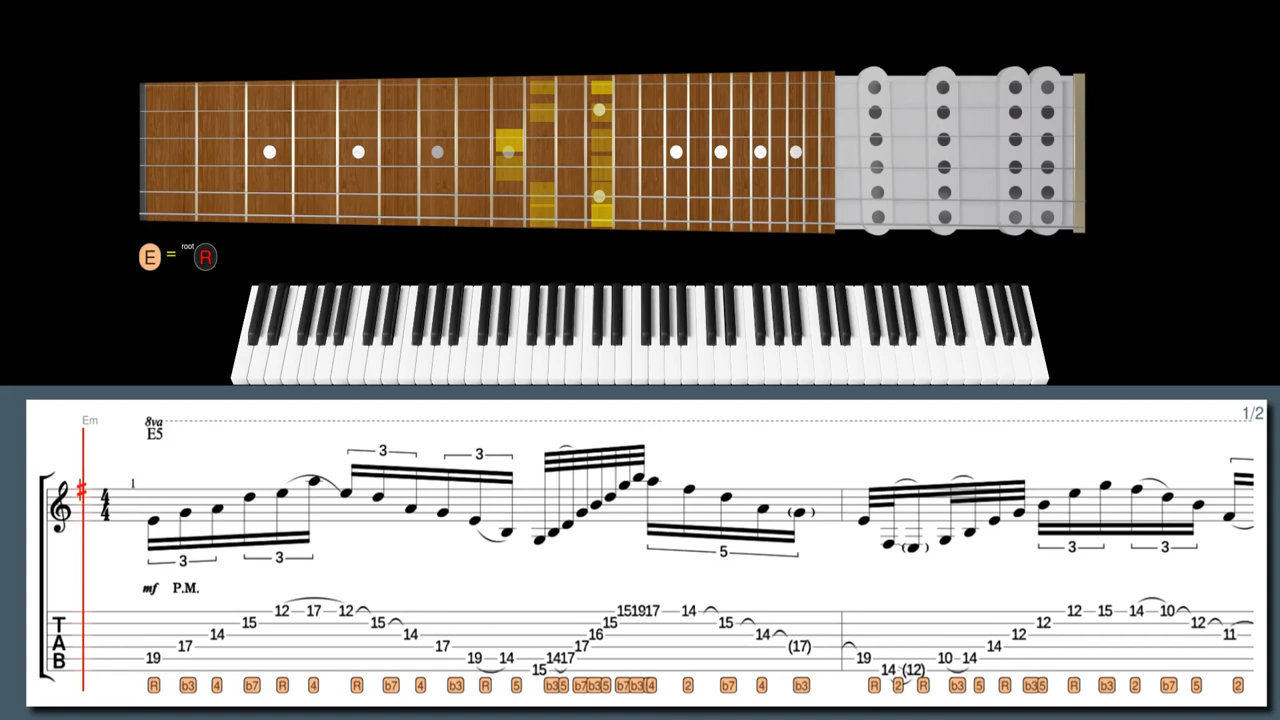 root
E = R
Em
8va
E5
1/2
1
3 3
4
4
3 3 5 3 3
mf P.M.
T
A
B
12 17 12 15 19 17 14 12 15 14 10
15 15 15 15 12 12
14 14 16 14 12 11
17 17 17 (17) 14
19 19 14 14 17 19 10 14
15 14 (12)
R b3 4 b7 R 4 R b7 4 b3 R 5 b3 5 b7 b3 5 b7 b3 4 2 b7 4 b3 R 2 R b3 5 R b3 5 R b3 2 b7 5 2